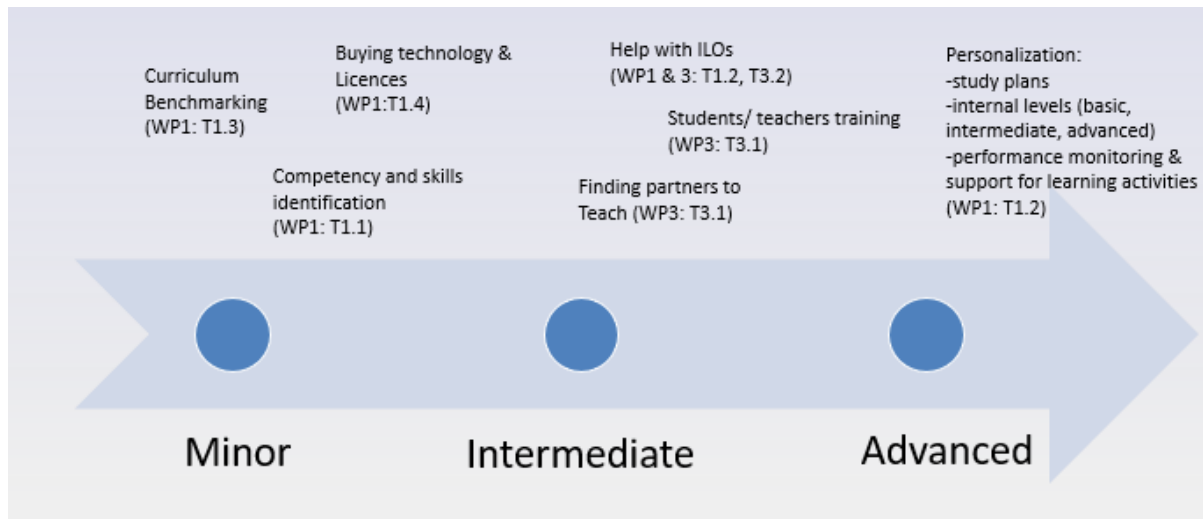 Curriculum
Benchmarking
(WP1: T1.3)
Buying technology &
Licences
(WP1:T1.4)
Competency and skills
identification
(WP1: T1.1)
Help with ILOs
(WP1 & 3: T1.2, T3.2)
Students/ teachers training
(WP3: T3.1)
Finding partners to
Teach (WP3: T3.1)
Personalization:
-study plans
-internal levels (basic,
intermediate, advanced)
-performance monitoring &
support for learning activities
(WP1: T1.2)
Minor
Intermediate
Advanced